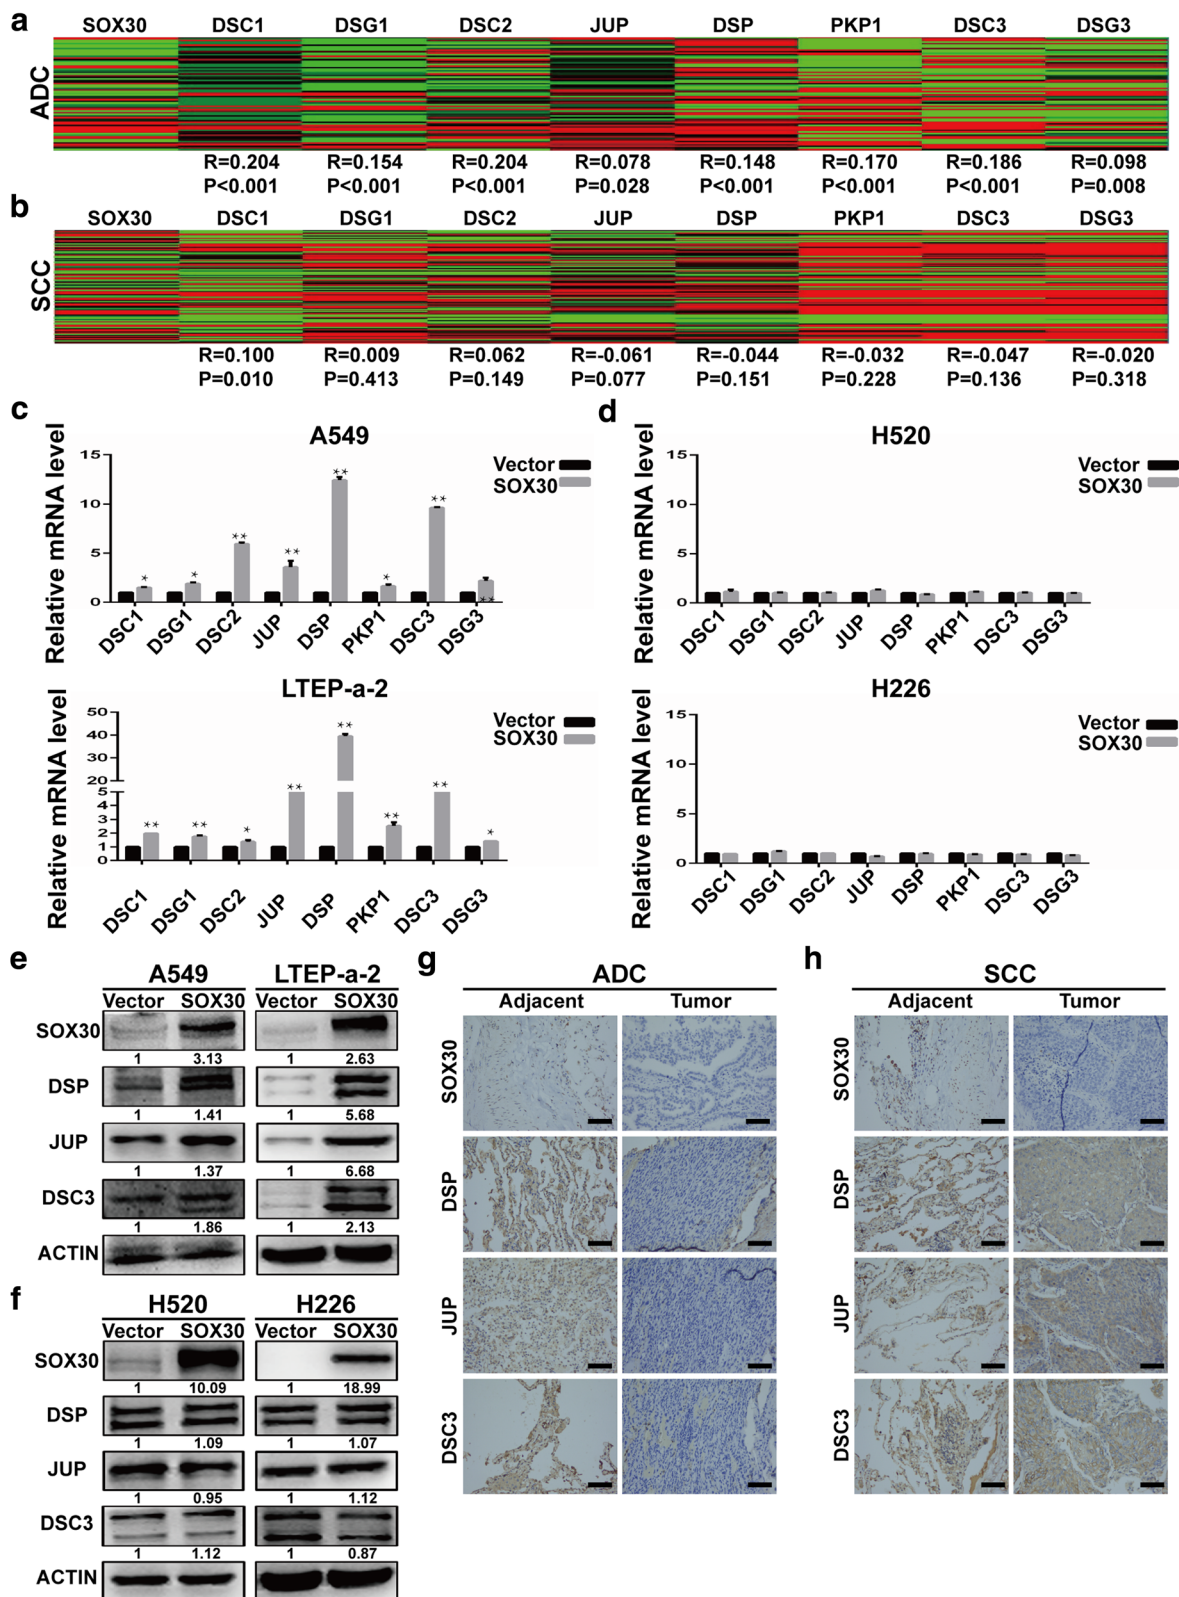 a
SOX30 DSC1 DSG1 DSC2 JUP DSP PKP1 DSC3 DSG3
ADC
R=0.204 R=0.154 R=0.204 R=0.078 R=0.148 R=0.170 R=0.186 R=0.098
P<0.001 P<0.001 P<0.001 P=0.028 P<0.001 P<0.001 P<0.001 P=0.008
b
SOX30 DSC1 DSG1 DSC2 JUP DSP PKP1 DSC3 DSG3
SCC
R=0.100 R=0.009 R=0.062 R=-0.061 R=-0.044 R=-0.032 R=-0.047 R=-0.020
P=0.010 P=0.413 P=0.149 P=0.077 P=0.151 P=0.228 P=0.136 P=0.318
c
A549
Relative mRNA level
15
10
5
0
Vector
SOX30
* * ** ** ** * ** **
DSC1 DSG1 DSC2 JUP DSP PKP1 DSC3 DSG3
LTEP-a-2
Relative mRNA level
50
40
30
20
5
4
3
2
1
0
Vector
SOX30
** ** * ** ** ** ** *
DSC1 DSG1 DSC2 JUP DSP PKP1 DSC3 DSG3
d
H520
Relative mRNA level
15
10
5
0
Vector
SOX30
DSC1 DSG1 DSC2 JUP DSP PKP1 DSC3 DSG3
H226
Relative mRNA level
15
10
5
0
Vector
SOX30
DSC1 DSG1 DSC2 JUP DSP PKP1 DSC3 DSG3
e
A549 LTEP-a-2
Vector SOX30 Vector SOX30
SOX30
1 3.13 1 2.63
DSP
1 1.41 1 5.68
JUP
1 1.37 1 6.68
DSC3
1 1.86 1 2.13
ACTIN
f
H520 H226
Vector SOX30 Vector SOX30
SOX30
1 10.09 1 18.99
DSP
1 1.09 1 1.07
JUP
1 0.95 1 1.12
DSC3
1 1.12 1 0.87
ACTIN
g
ADC
Adjacent Tumor
SOX30
DSP
JUP
DSC3
h
SCC
Adjacent Tumor
SOX30
DSP
JUP
DSC3